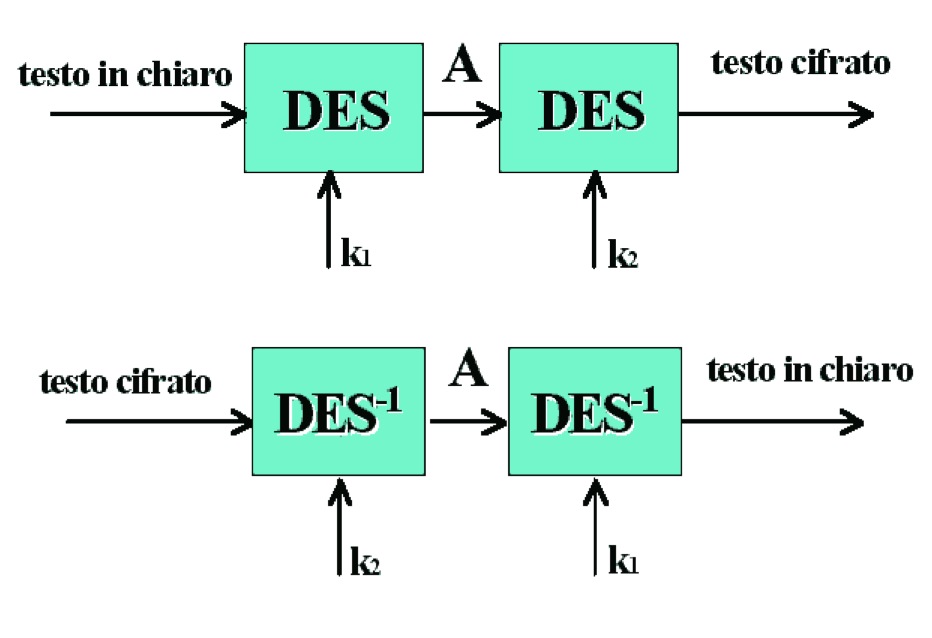 testo in chiaro
DES
A
DES
testo cifrato
k1
k2
testo cifrato
DES-1
A
DES-1
testo in chiaro
k2
k1